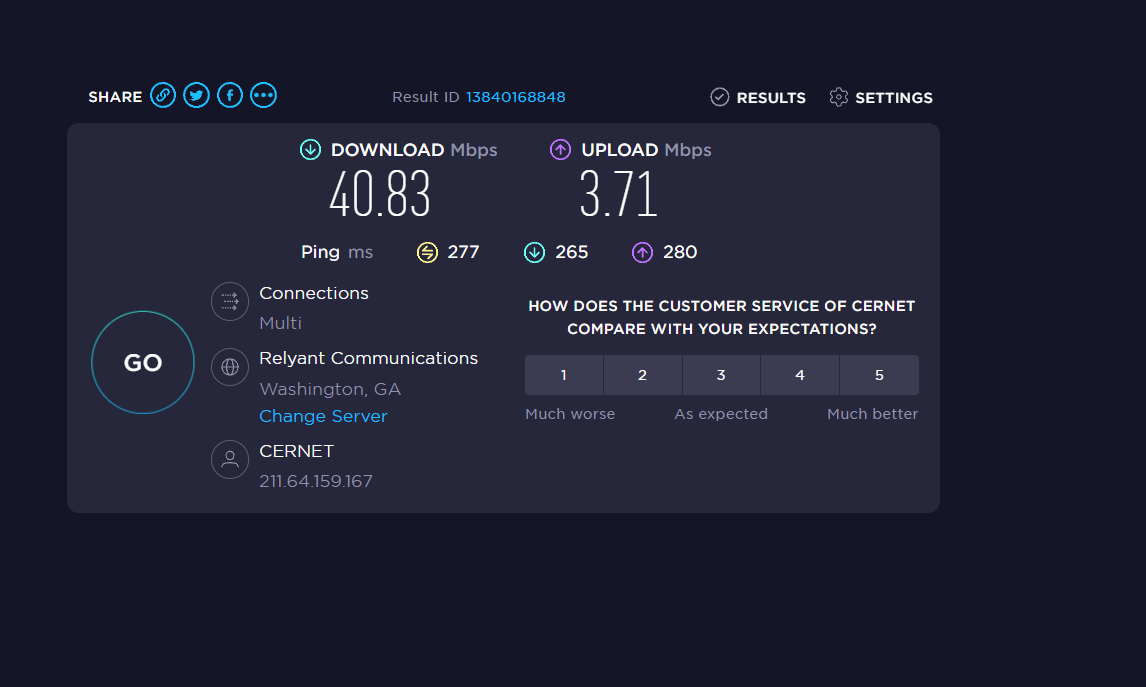 SHARE Result ID 13840168848 RESULTS SETTINGS
DOWNLOAD Mbps UPLOAD Mbps
40.83 3.71
Ping ms 277 265 280
Connections
Multi
Relyant Communications
Washington, GA
Change Server
CERNET
211.64.159.167
GO
HOW DOES THE CUSTOMER SERVICE OF CERNET
COMPARE WITH YOUR EXPECTATIONS?
1 2 3 4 5
Much worse As expected Much better